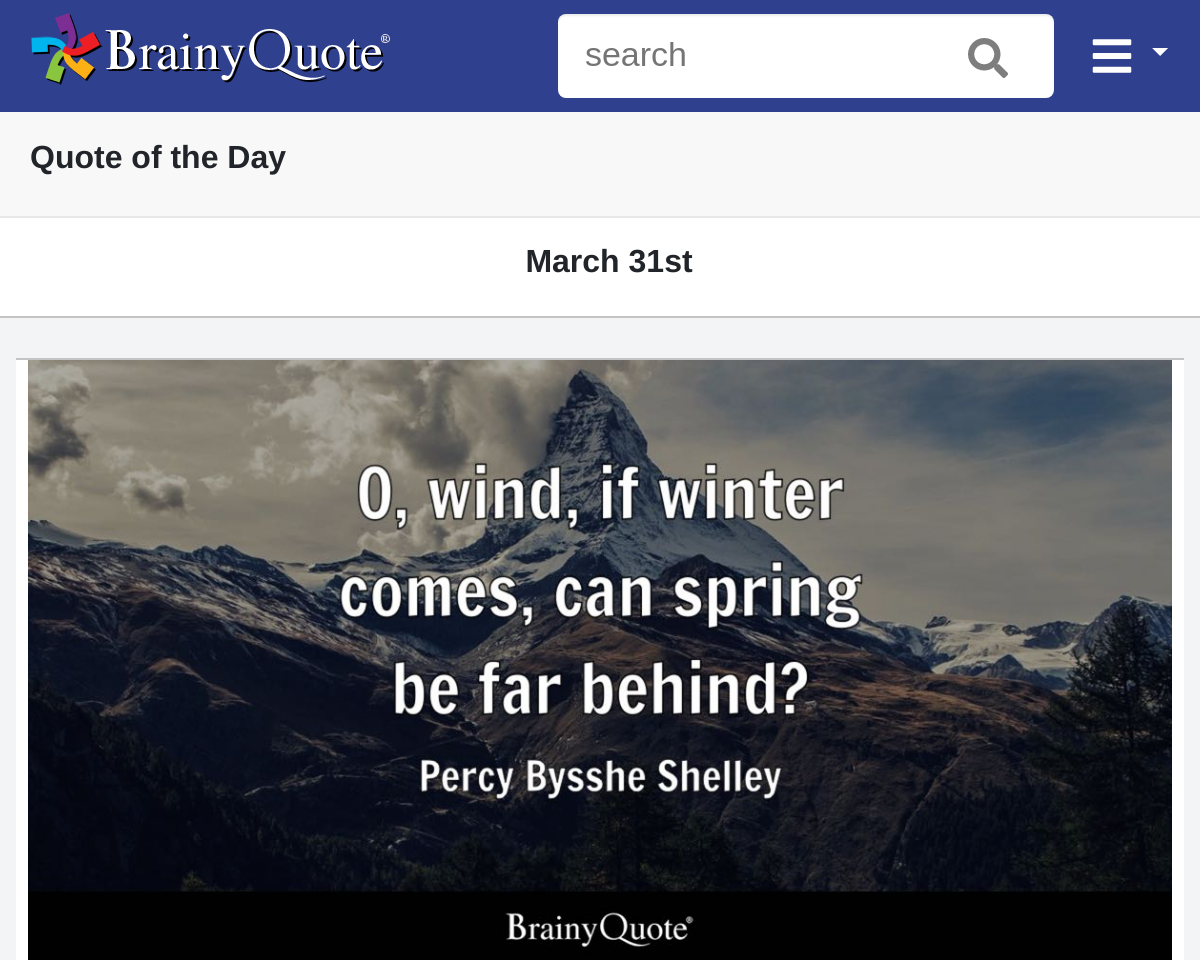 BrainyQuote®
search
Quote of the Day
March 31st
O, wind, if winter
comes, can spring
be far behind?
Percy Bysshe Shelley
BrainyQuote®